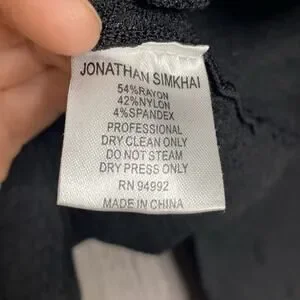 JONATHAN SIMKHAI
54%RAYON
42%NYLON
4%SPANDEX
PROFESSIONAL
DRY CLEAN ONLY
DO NOT STEAM
DRY PRESS ONLY
RN 94992
MADE IN CHINA